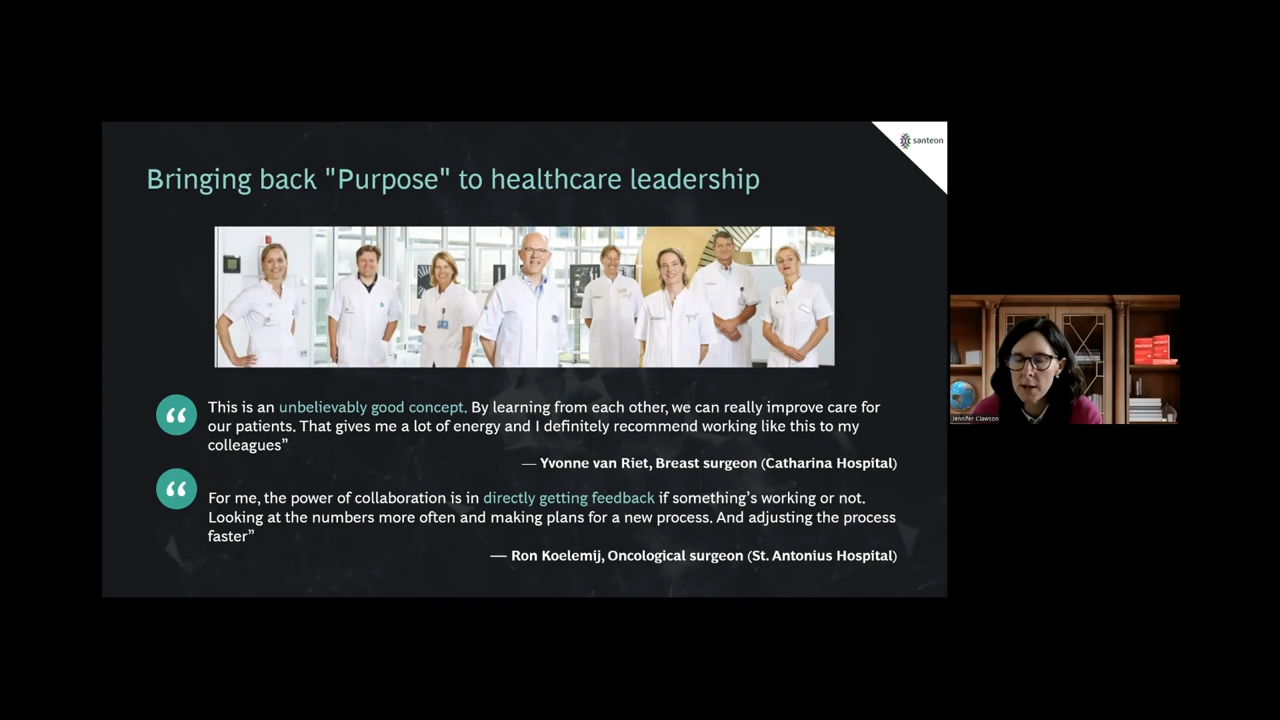 santeon
Bringing back "Purpose" to healthcare leadership
This is an unbelievably good concept. By learning from each other, we can really improve care for
our patients. That gives me a lot of energy and I definitely recommend working like this to my
colleagues”
— Yvonne van Riet, Breast surgeon (Catharina Hospital)
For me, the power of collaboration is in directly getting feedback if something’s working or not.
Looking at the numbers more often and making plans for a new process. And adjusting the process
faster”
— Ron Koelemij, Oncological surgeon (St. Antonius Hospital)
Jennifer Clawson